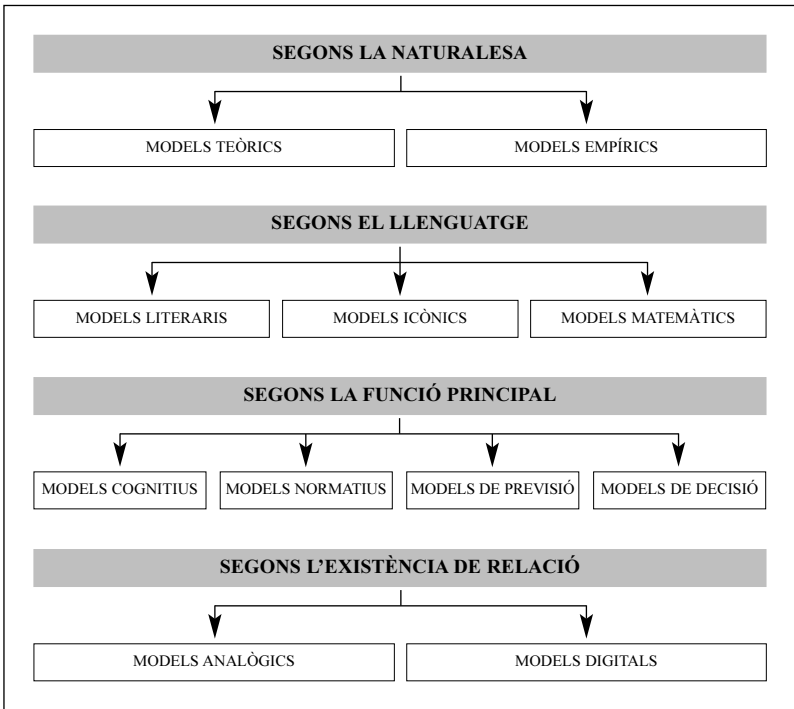 SEGONS LA NATURALESA
MODELS TEÒRICS
MODELS EMPÍRICS
SEGONS EL LLENGUATGE
MODELS LITERARIS
MODELS ICÒNICS
MODELS MATEMÀTICS
SEGONS LA FUNCIÓ PRINCIPAL
MODELS COGNITIUS
MODELS NORMATIUS
MODELS DE PREVISIÓ
MODELS DE DECISIÓ
SEGONS L’EXISTÈNCIA DE RELACIÓ
MODELS ANALÒGICS
MODELS DIGITALS